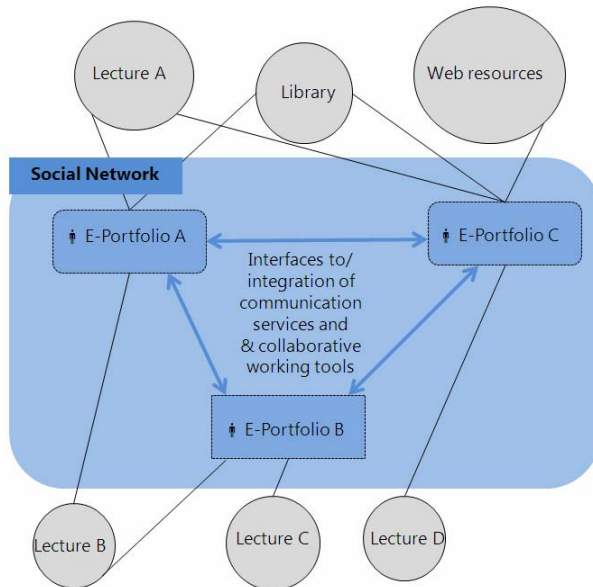 Lecture A
Library
Web resources
Social Network
E-Portfolio A
E-Portfolio C
Interfaces to/
integration of
communication
services and
& collaborative
working tools
E-Portfolio B
Lecture B
Lecture C
Lecture D